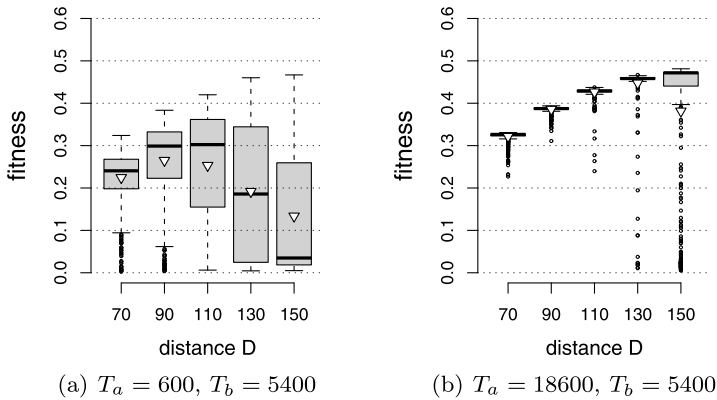 fitness
0.6
0.5
0.4
0.3
0.2
0.1
0.0
70 90 110 130 150
distance D
(a) Tₐ = 600, T_b = 5400
fitness
0.6
0.5
0.4
0.3
0.2
0.1
0.0
70 90 110 130 150
distance D
(b) Tₐ = 18600, T_b = 5400